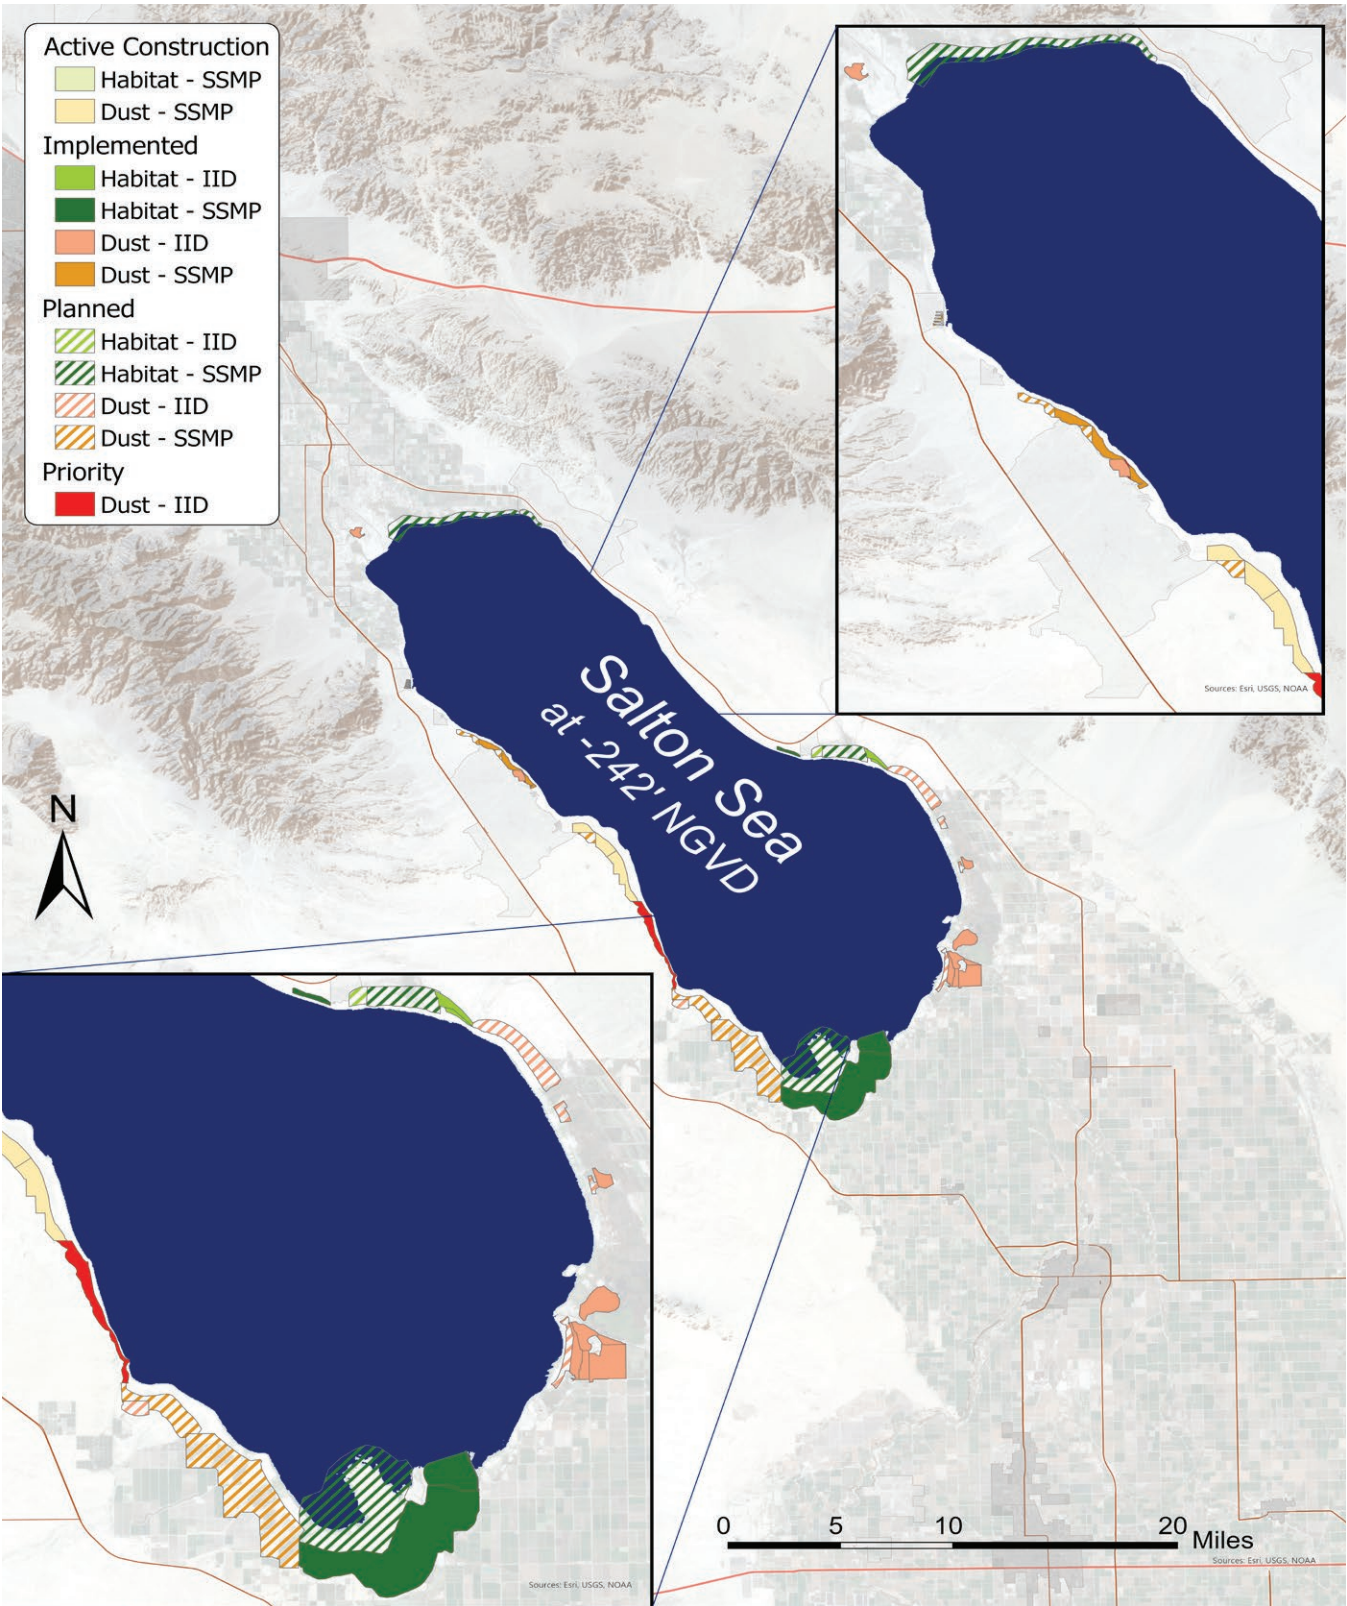 Active Construction
Habitat - SSMP
Dust - SSMP
Implemented
Habitat - IID
Habitat - SSMP
Dust - IID
Dust - SSMP
Planned
Habitat - IID
Habitat - SSMP
Dust - IID
Dust - SSMP
Priority
Dust - IID
Sources: Esri, USGS, NOAA
Salton Sea
at -242' NGVD
N
Sources: Esri, USGS, NOAA
0 5 10 20 Miles
Sources: Esri, USGS, NOAA